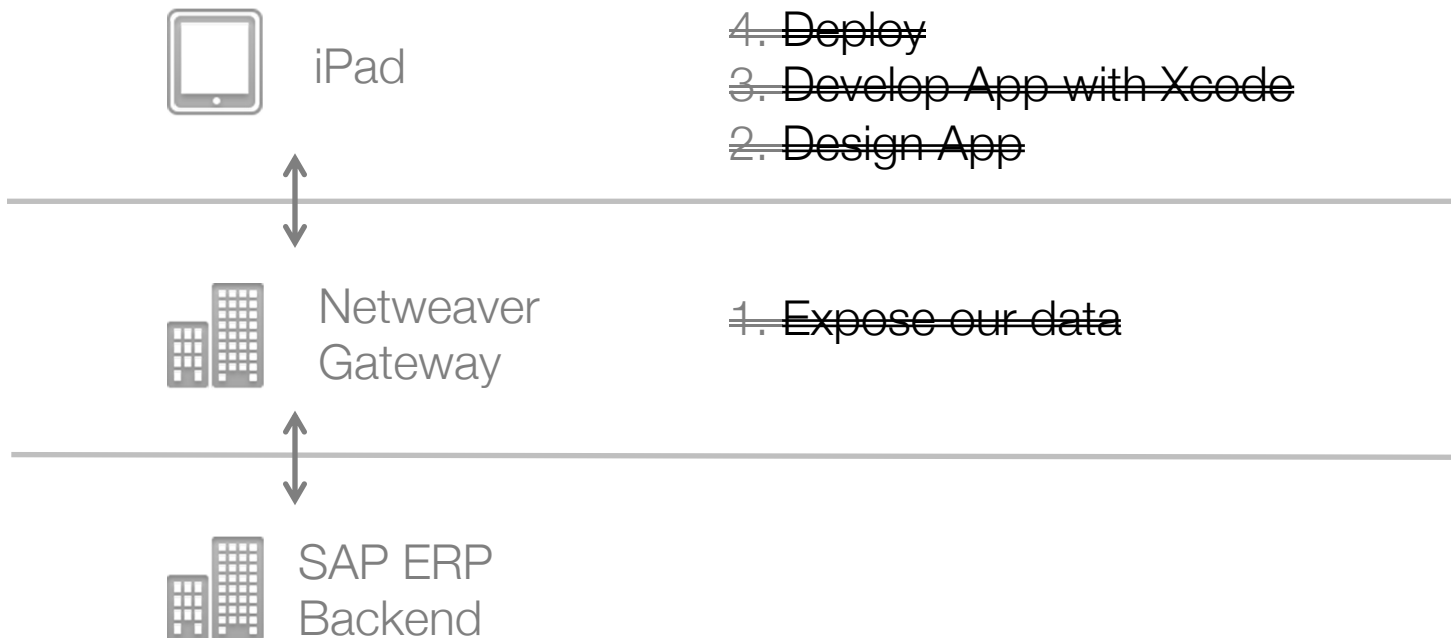 iPad
4. Deploy
3. Develop App with Xcode
2. Design App
Netweaver
Gateway
1. Expose our data
SAP ERP
Backend